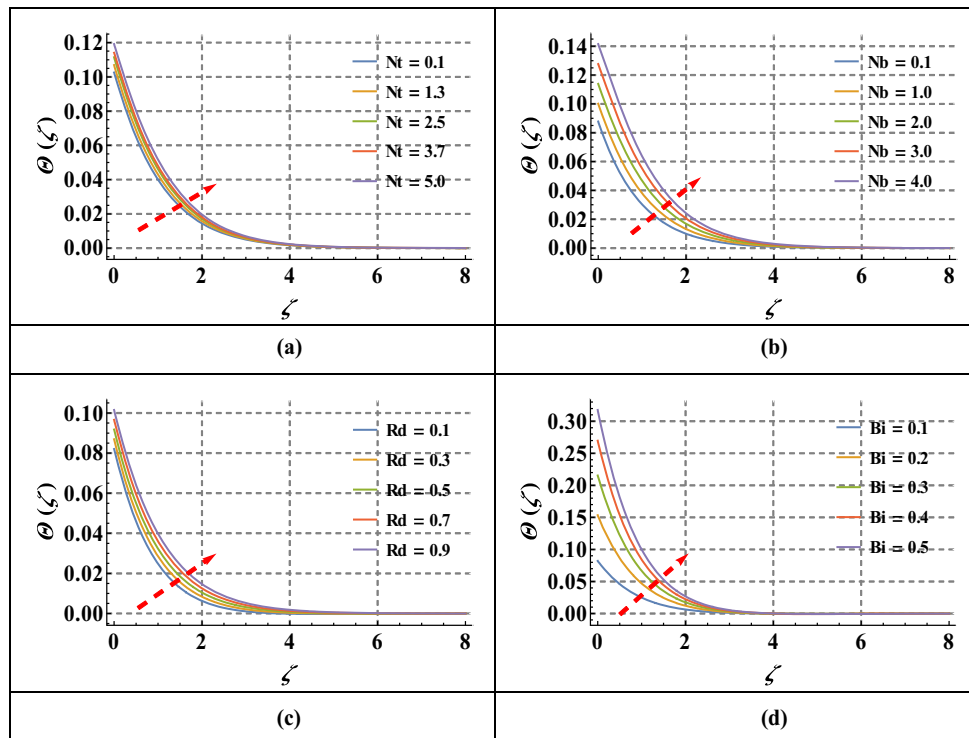 0.12
0.10
0.08
0.06
0.04
0.02
0.00
Θ (ζ)
0 2 4 6 8
ζ
Nt = 0.1
Nt = 1.3
Nt = 2.5
Nt = 3.7
Nt = 5.0
(a)
0.14
0.12
0.10
0.08
0.06
0.04
0.02
0.00
Θ (ζ)
0 2 4 6 8
ζ
Nb = 0.1
Nb = 1.0
Nb = 2.0
Nb = 3.0
Nb = 4.0
(b)
0.10
0.08
0.06
0.04
0.02
0.00
Θ (ζ)
0 2 4 6 8
ζ
Rd = 0.1
Rd = 0.3
Rd = 0.5
Rd = 0.7
Rd = 0.9
(c)
0.30
0.25
0.20
0.15
0.10
0.05
0.00
Θ (ζ)
0 2 4 6 8
ζ
Bi = 0.1
Bi = 0.2
Bi = 0.3
Bi = 0.4
Bi = 0.5
(d)